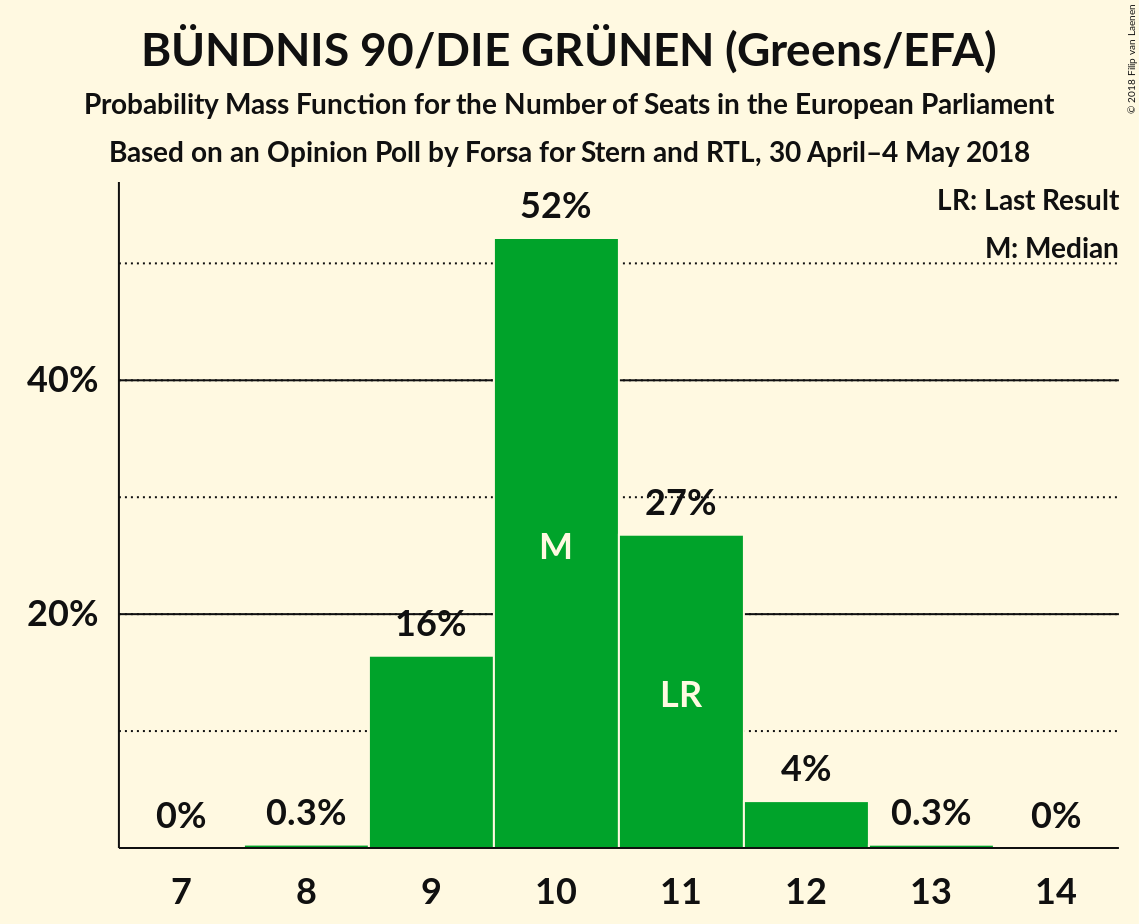 BÜNDNIS 90/DIE GRÜNEN (Greens/EFA)
Probability Mass Function for the Number of Seats in the European Parliament
Based on an Opinion Poll by Forsa for Stern and RTL, 30 April–4 May 2018
© 2018 Filip van Laenen
LR: Last Result
M: Median
52%
40%
27%
M
20%
16%
LR
4%
0%
0.3%
0.3%
0%
7 8 9 10 11 12 13 14